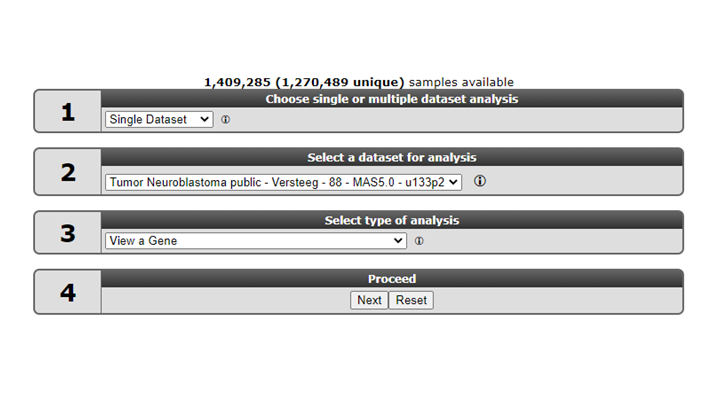 1,409,285 (1,270,489 unique) samples available
1
Choose single or multiple dataset analysis
Single Dataset
2
Select a dataset for analysis
Tumor Neuroblastoma public - Versteeg - 88 - MAS5.0 - u133p2
3
Select type of analysis
View a Gene
4
Proceed
Next Reset